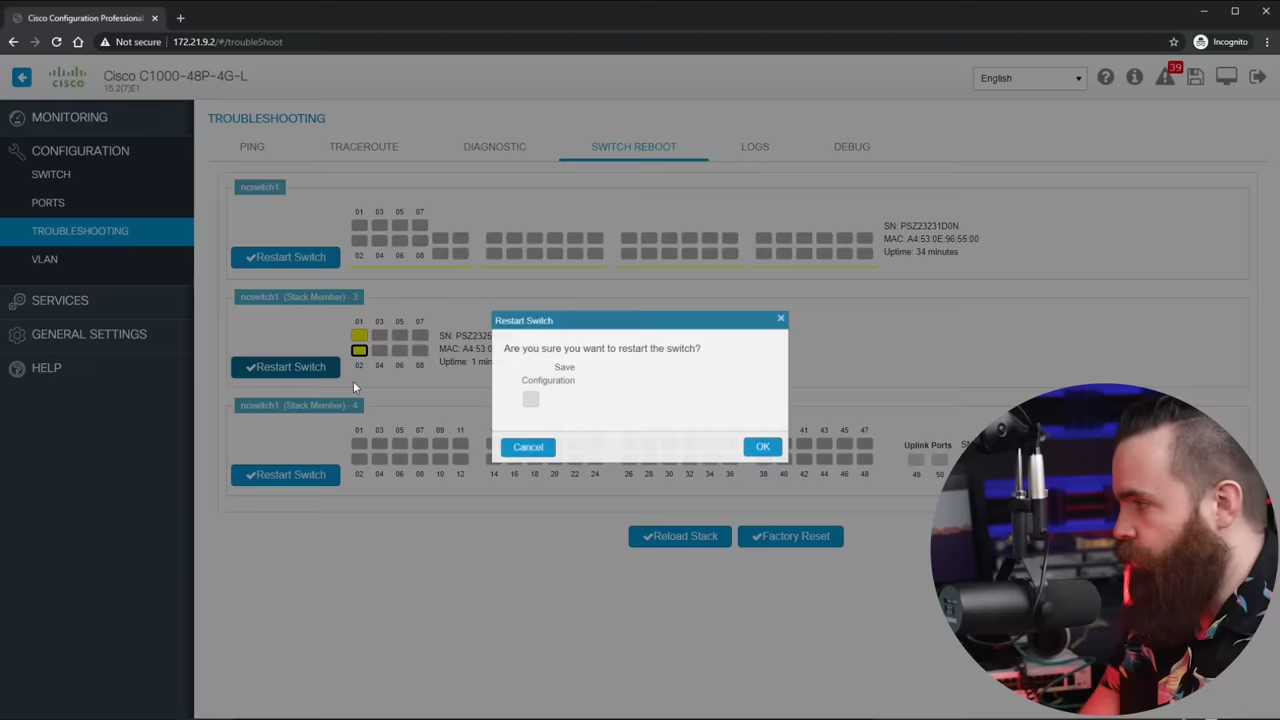 Cisco Configuration Professional
Not secure 172.21.9.2/#/troubleShoot
Incognito
CISCO
Cisco C1000-48P-4G-L
15.2(7)E1
English
39
MONITORING
CONFIGURATION
SWITCH
PORTS
TROUBLESHOOTING
VLAN
SERVICES
GENERAL SETTINGS
HELP
TROUBLESHOOTING
PING TRACEROUTE DIAGNOSTIC SWITCH REBOOT LOGS DEBUG
ncswitch1
01 03 05 07
02 04 06 08
Restart Switch
SN: PSZ23231D0N
MAC: A4:53:0E:96:55:00
Uptime: 34 minutes
ncswitch1 (Stack Member) - 3
01 03 05 07
02 04 06 08
Restart Switch
SN: PSZ2325
MAC: A4:53:0
Uptime: 1 min
Restart Switch
Are you sure you want to restart the switch?
Save
Configuration
Cancel OK
ncswitch1 (Stack Member) - 4
01 03 05 07 09 11 41 43 45 47
02 04 06 08 10 12 14 16 18 20 22 24 26 28 30 32 34 36 38 40 42 44 46 48
Restart Switch
Uplink Ports
49 50
Reload Stack Factory Reset